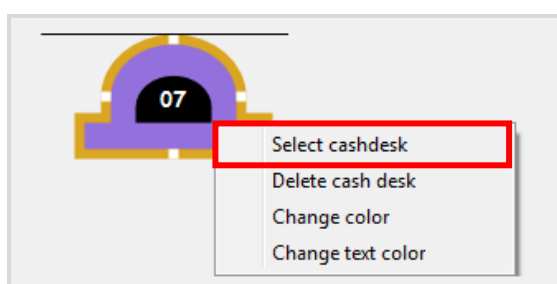 07
Select cashdesk
Delete cash desk
Change color
Change text color